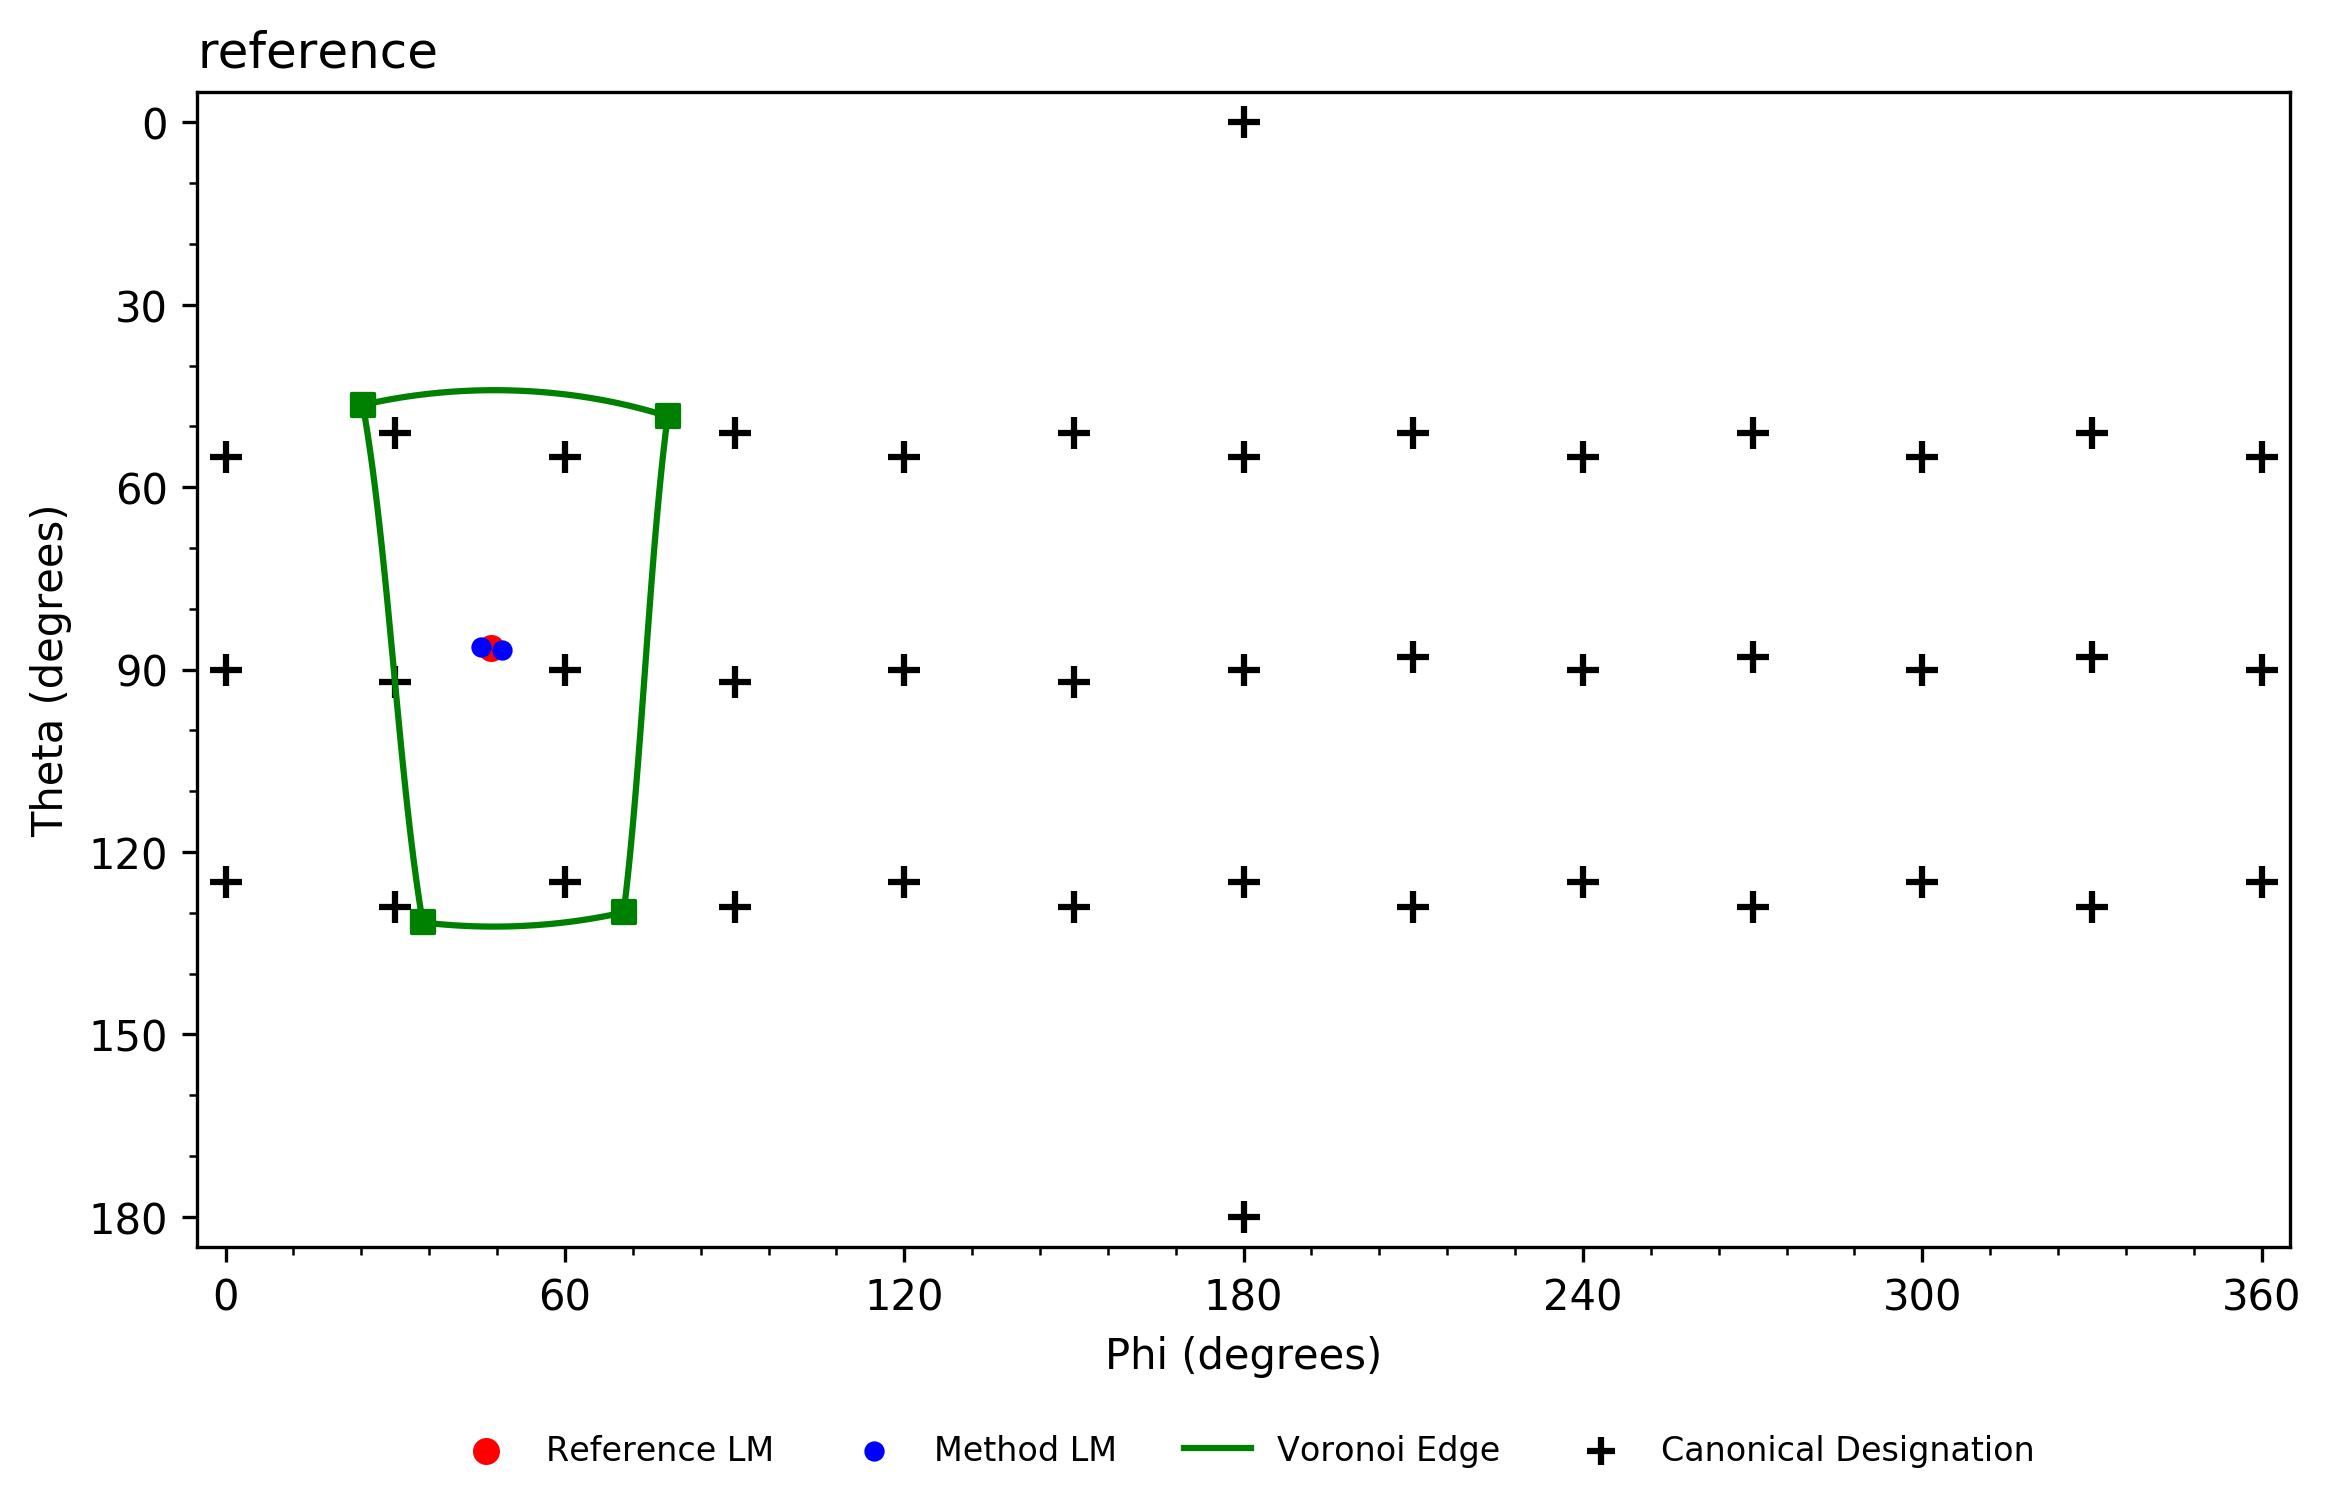 reference
0
30
60
90
120
150
180
Theta (degrees)
0 60 120 180 240 300 360
Phi (degrees)
Reference LM Method LM Voronoi Edge Canonical Designation